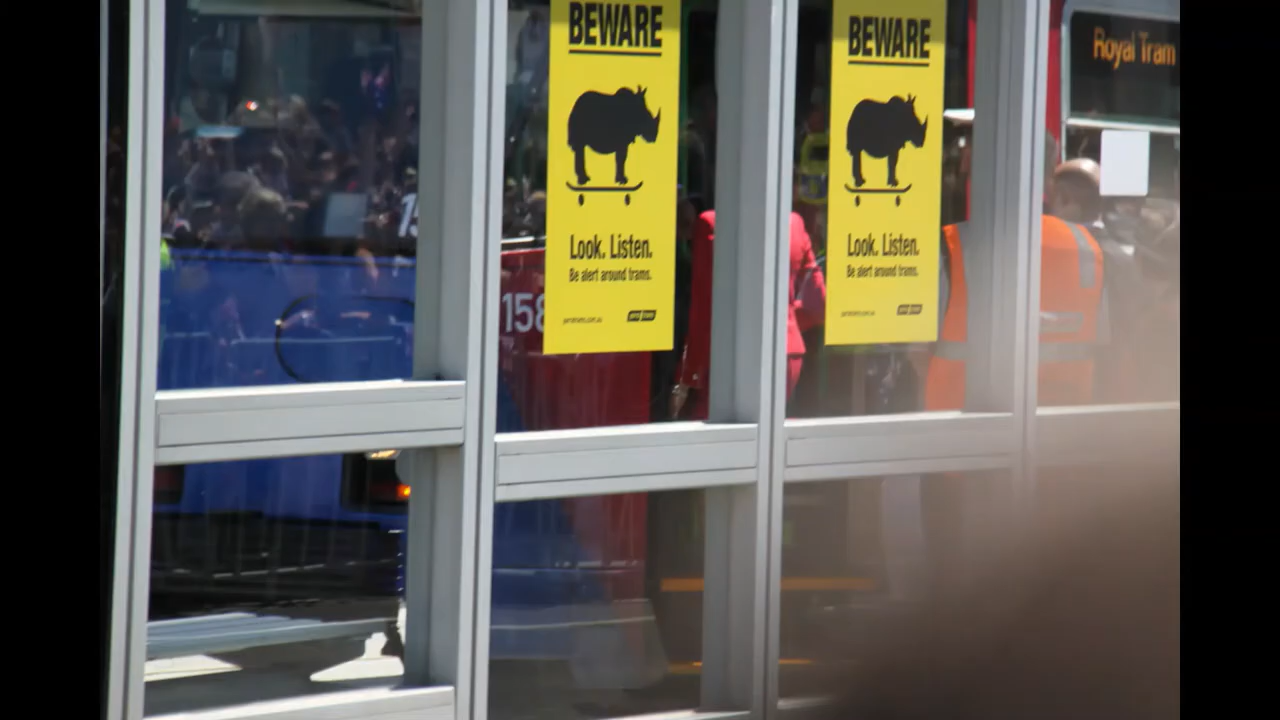 BEWARE
Look. Listen.
Be alert around trams.
BEWARE
Look. Listen.
Be alert around trams.
Royal Tram
158